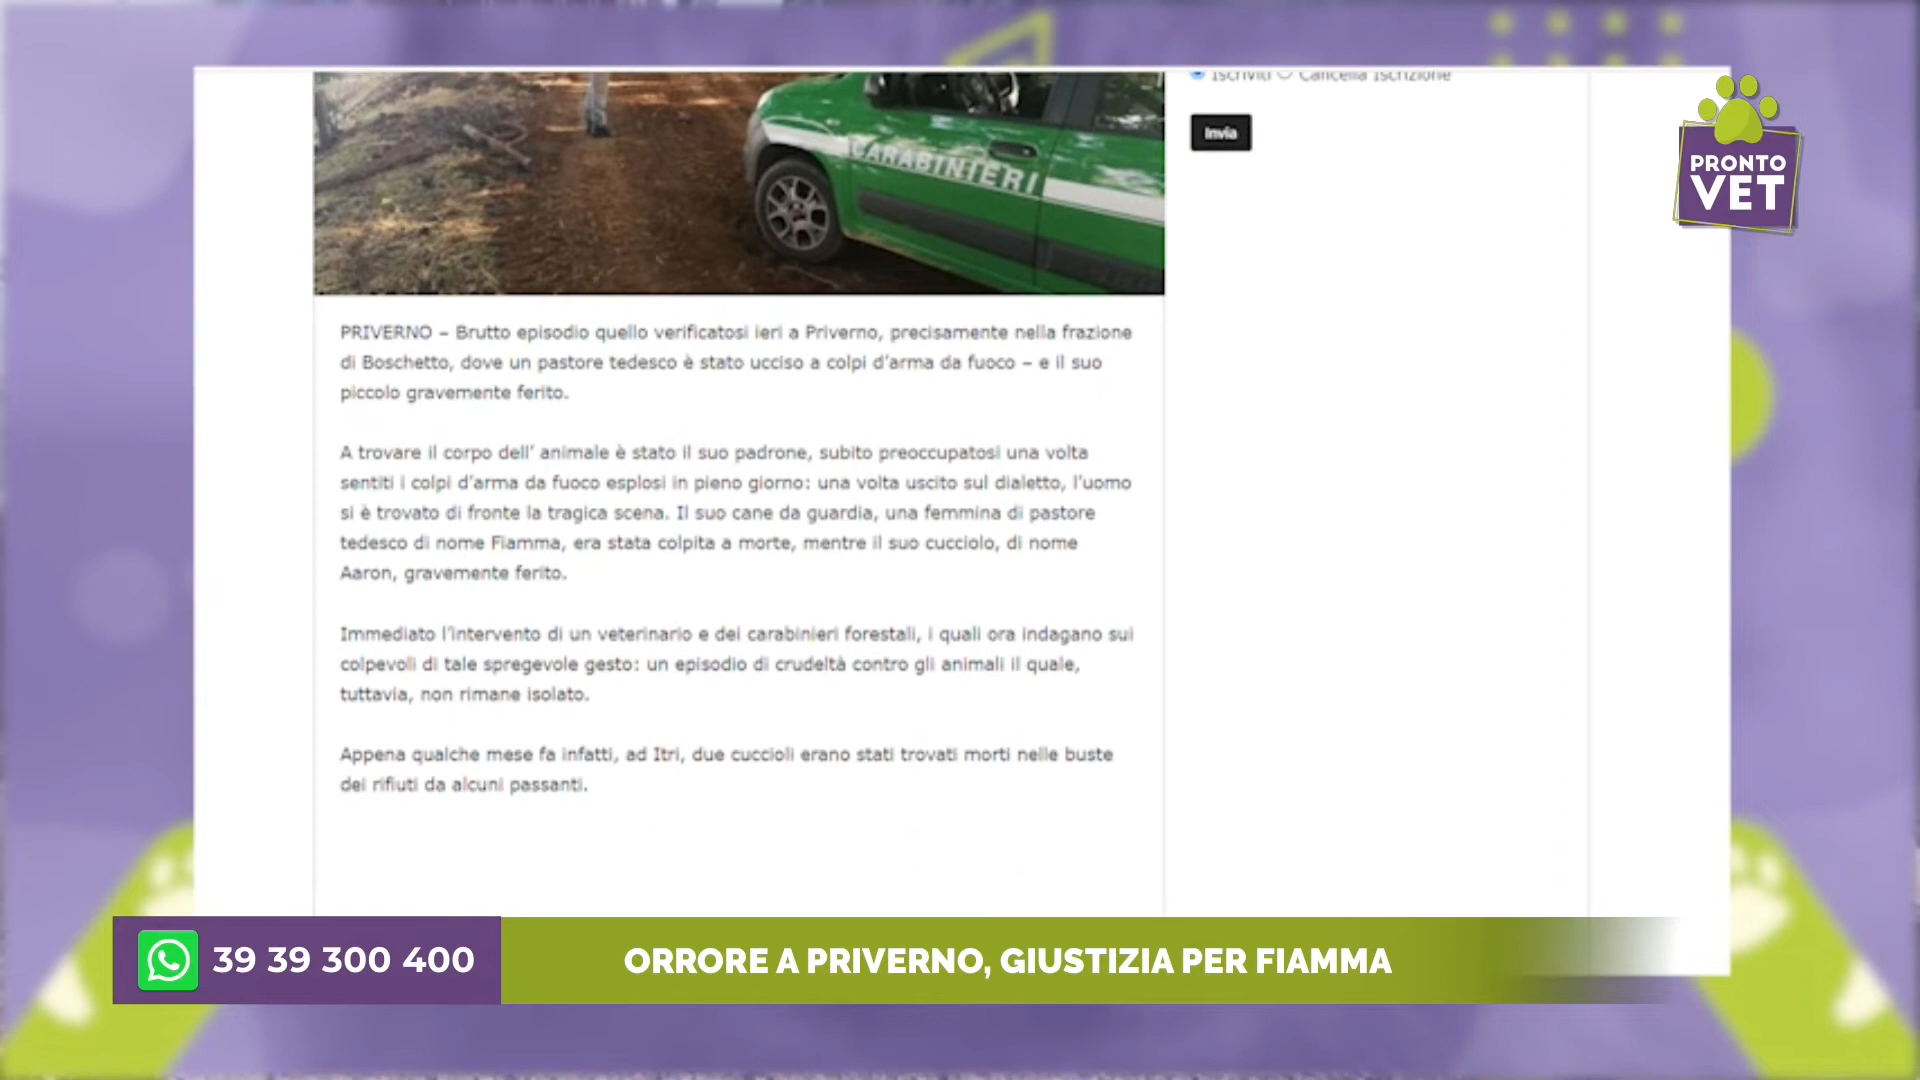 Iscriviti Cancella Iscrizione
Invia
PRONTO
VET
CARABINIERI
PRIVERNO – Brutto episodio quello verificatosi ieri a Priverno, precisamente nella frazione
di Boschetto, dove un pastore tedesco è stato ucciso a colpi d’arma da fuoco – e il suo
piccolo gravemente ferito.
A trovare il corpo dell’ animale è stato il suo padrone, subito preoccupatosi una volta
sentiti i colpi d’arma da fuoco esplosi in pieno giorno: una volta uscito sul dialetto, l’uomo
si è trovato di fronte la tragica scena. Il suo cane da guardia, una femmina di pastore
tedesco di nome Fiamma, era stata colpita a morte, mentre il suo cucciolo, di nome
Aaron, gravemente ferito.
Immediato l’intervento di un veterinario e dei carabinieri forestali, i quali ora indagano sui
colpevoli di tale spregevole gesto: un episodio di crudeltà contro gli animali il quale,
tuttavia, non rimane isolato.
Appena qualche mese fa infatti, ad Itri, due cuccioli erano stati trovati morti nelle buste
dei rifiuti da alcuni passanti.
39 39 300 400
ORRORE A PRIVERNO, GIUSTIZIA PER FIAMMA